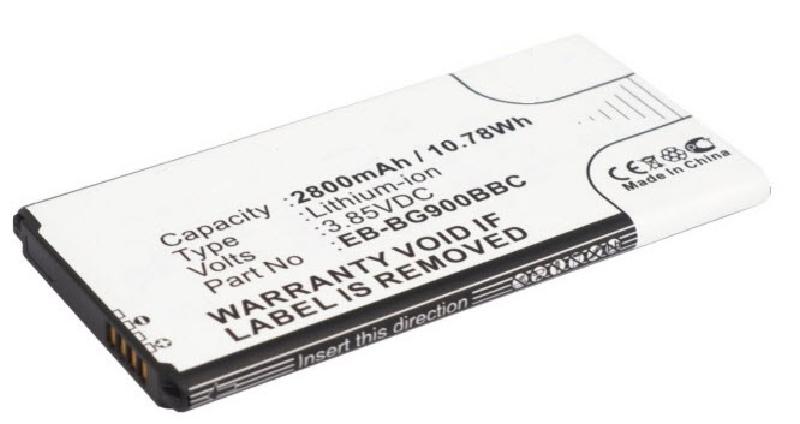 Capacity : 2800mAh / 10.78Wh
Type : Lithium-ion
Volts : 3.85VDC
Part No : EB-BG900BBC
WARRANTY VOID IF
LABEL IS REMOVED
Insert this direction
CE
Made in China